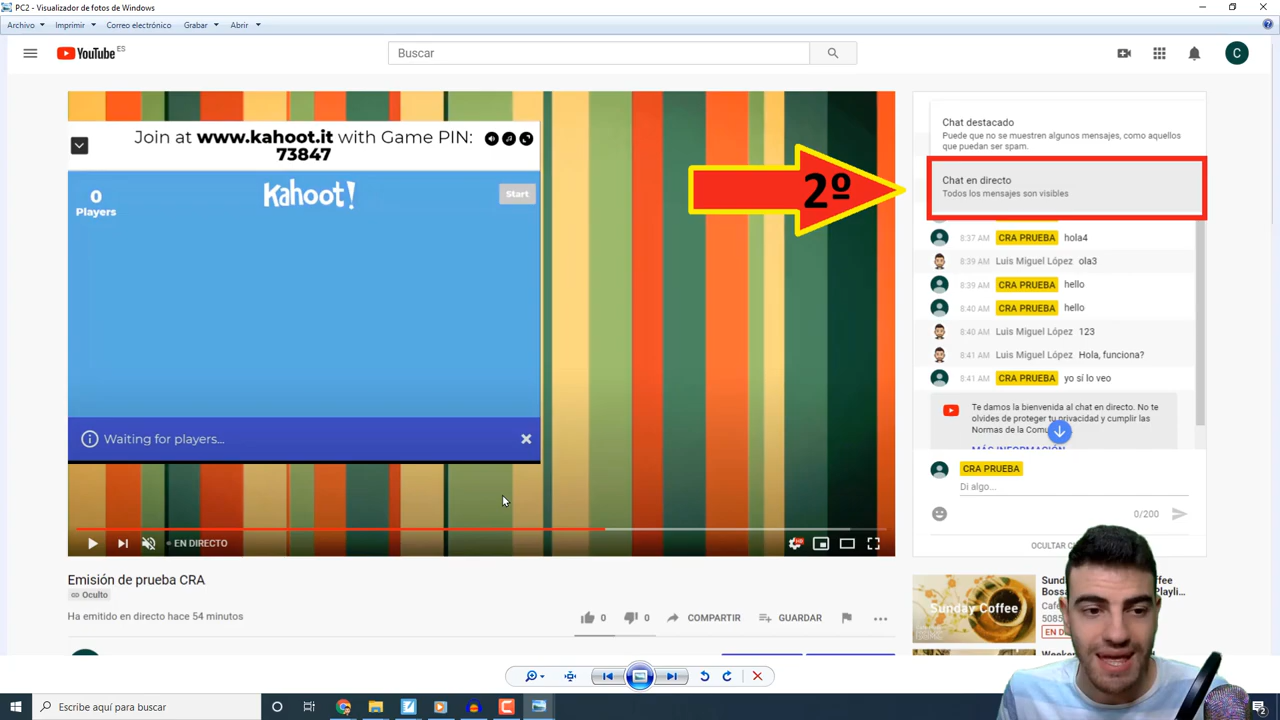 PC2 - Visualizador de fotos de Windows
Archivo Imprimir Correo electrónico Grabar Abrir
YouTube ES
Buscar
C
Join at www.kahoot.it with Game PIN:
73847
0
Players
Kahoot!
Start
Waiting for players...
EN DIRECTO
2º
Chat destacado
Puede que no se muestren algunos mensajes, como aquellos
que puedan ser spam.
Chat en directo
Todos los mensajes son visibles
8:37 AM CRA PRUEBA hola4
8:39 AM Luis Miguel López ola3
8:39 AM CRA PRUEBA hello
8:40 AM CRA PRUEBA hello
8:40 AM Luis Miguel López 123
8:41 AM Luis Miguel López Hola, funciona?
8:41 AM CRA PRUEBA yo sí lo veo
Te damos la bienvenida al chat en directo. No te
olvides de proteger tu privacidad y cumplir las
Normas de la
MÁS INFORMACIÓN
CRA PRUEBA
Di algo...
0/200
OCULTAR
Emisión de prueba CRA
Oculto
Ha emitido en directo hace 54 minutos
0 0 COMPARTIR GUARDAR
Sunday Coffee
Escribe aquí para buscar
2